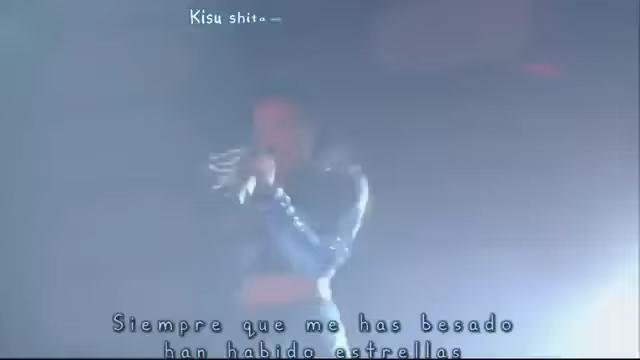 Kisu shita
Siempre que me has besado
han habido estrellas